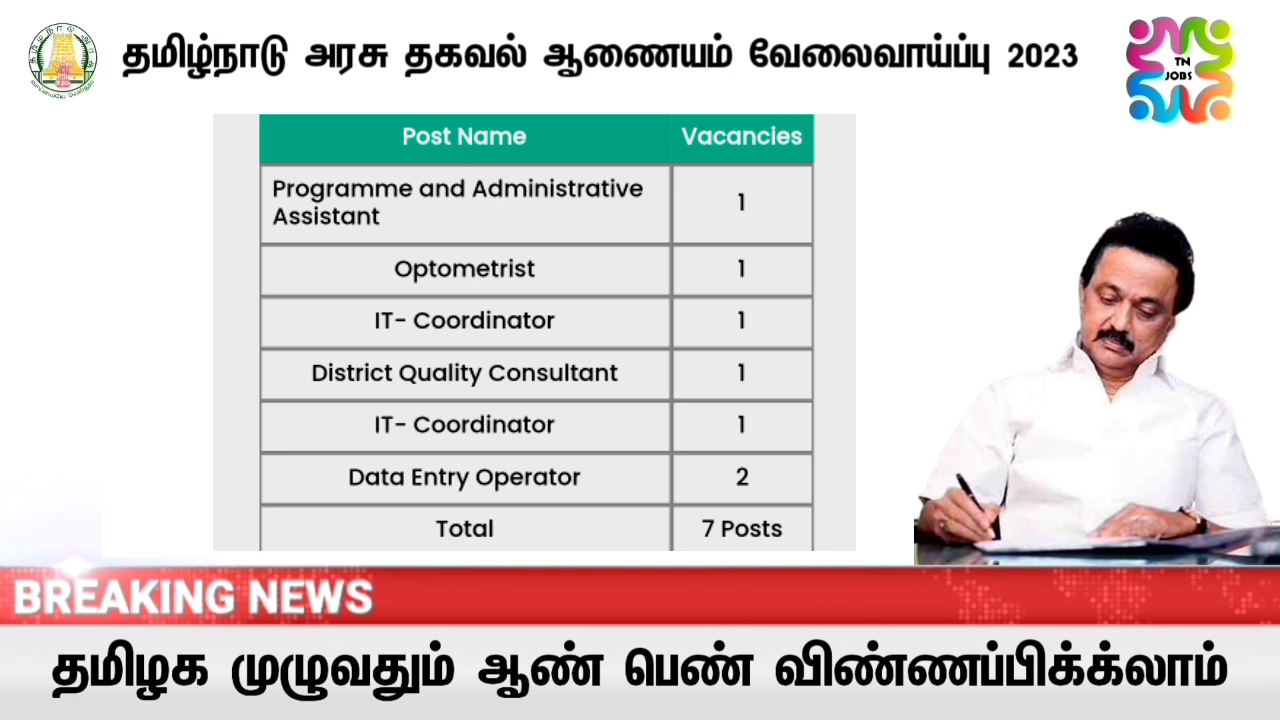 தமிழ்நாடு அரசு தகவல் ஆணையம் வேலைவாய்ப்பு 2023
TN
JOBS
Post Name Vacancies
Programme and Administrative
Assistant 1
Optometrist 1
IT- Coordinator 1
District Quality Consultant 1
IT- Coordinator 1
Data Entry Operator 2
Total 7 Posts
BREAKING NEWS
தமிழக முழுவதும் ஆண் பெண் விண்ணப்பிக்க்லாம்